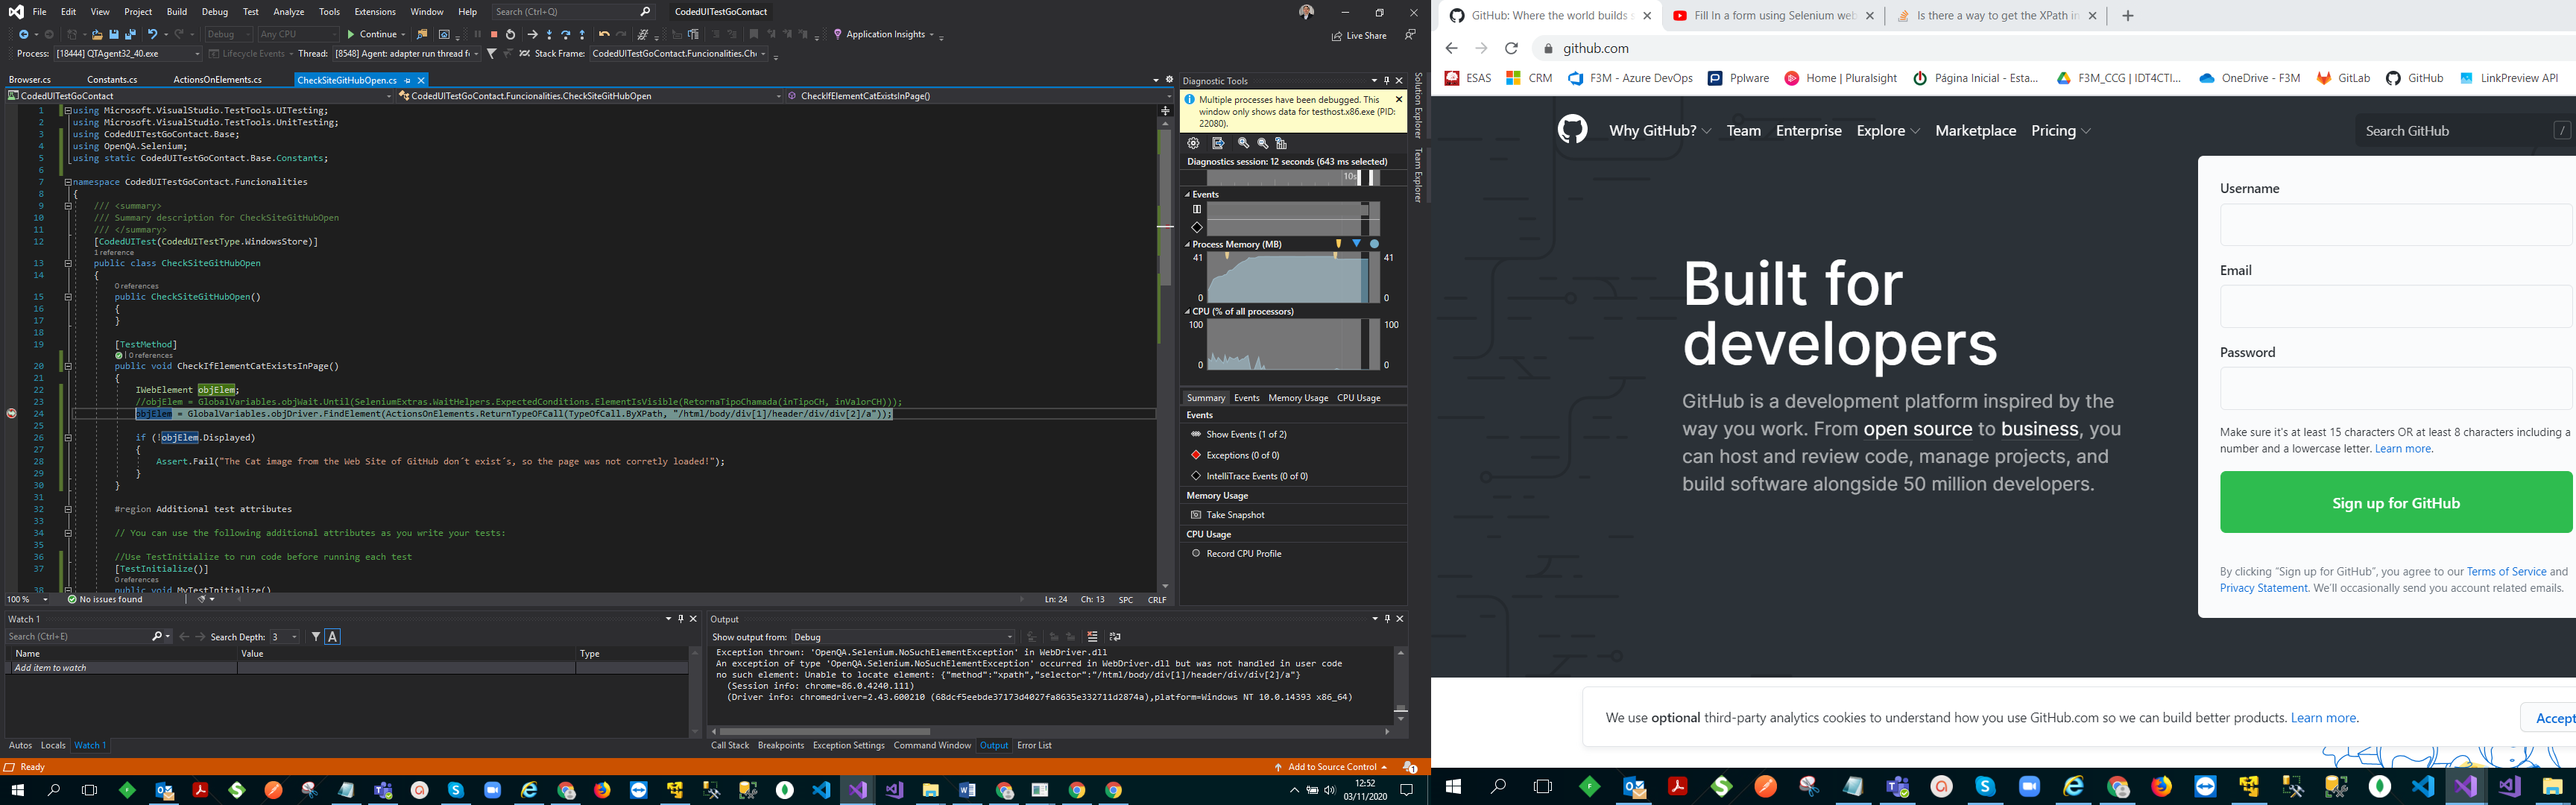 File Edit View Project Build Debug Test Analyze Tools Extensions Window Help Search (Ctrl+Q) CodedUITestGoContact
Debug Any CPU Continue Application Insights Live Share
Process: [18444] QTAgent32_40.exe Lifecycle Events Thread: [8548] Agent: adapter run thread f Stack Frame: CodedUITestGoContact.Funcionalities.Che
Browser.cs Constants.cs ActionsOnElements.cs CheckSiteGitHubOpen.cs
CodedUITestGoContact CodedUITestGoContact.Funcionalities.CheckSiteGitHubOpen CheckIfElementCatExistsInPage()
1 using Microsoft.VisualStudio.TestTools.UITesting;
2 using Microsoft.VisualStudio.TestTools.UnitTesting;
3 using CodedUITestGoContact.Base;
4 using OpenQA.Selenium;
5 using static CodedUITestGoContact.Base.Constants;
6
7 namespace CodedUITestGoContact.Funcionalities
8 {
9 /// <summary>
10 /// Summary description for CheckSiteGitHubOpen
11 /// </summary>
12 [CodedUITest(CodedUITestType.WindowsStore)]
1 reference
13 public class CheckSiteGitHubOpen
14 {
0 references
15 public CheckSiteGitHubOpen()
16 {
17 }
18
19 [TestMethod]
| 0 references
20 public void CheckIfElementCatExistsInPage()
21 {
22 IWebElement objElem;
23 //objElem = GlobalVariables.objWait.Until(SeleniumExtras.WaitHelpers.ExpectedConditions.ElementIsVisible(RetornaTipoChamada(inTipoCH, inValorCH)));
24 objElem = GlobalVariables.objDriver.FindElement(ActionsOnElements.ReturnTypeOFCall(TypeOfCall.ByXPath, "/html/body/div[1]/header/div/div[2]/a"));
25
26 if (!objElem.Displayed)
27 {
28 Assert.Fail("The Cat image from the Web Site of GitHub don´t exist´s, so the page was not corretly loaded!");
29 }
30 }
31
32 #region Additional test attributes
33
34 // You can use the following additional attributes as you write your tests:
35
36 //Use TestInitialize to run code before running each test
37 [TestInitialize()]
0 references
38 public void MyTestInitialize()
100 % No issues found Ln: 24 Ch: 13 SPC CRLF
Diagnostic Tools
Multiple processes have been debugged. This
window only shows data for testhost.x86.exe (PID:
22080).
Diagnostics session: 12 seconds (643 ms selected)
10s
Events
Process Memory (MB)
41 41
0 0
CPU (% of all processors)
100 100
0 0
Summary Events Memory Usage CPU Usage
Events
Show Events (1 of 2)
Exceptions (0 of 0)
IntelliTrace Events (0 of 0)
Memory Usage
Take Snapshot
CPU Usage
Record CPU Profile
Solution Explorer
Team Explorer
Watch 1
Search (Ctrl+E) Search Depth: 3
Name Value Type
Add item to watch
Autos Locals Watch 1
Output
Show output from: Debug
Exception thrown: 'OpenQA.Selenium.NoSuchElementException' in WebDriver.dll
An exception of type 'OpenQA.Selenium.NoSuchElementException' occurred in WebDriver.dll but was not handled in user code
no such element: Unable to locate element: {"method":"xpath","selector":"/html/body/div[1]/header/div/div[2]/a"}
(Session info: chrome=86.0.4240.111)
(Driver info: chromedriver=2.43.600210 (68dcf5eebde37173d4027fa8635e332711d2874a),platform=Windows NT 10.0.14393 x86_64)
Call Stack Breakpoints Exception Settings Command Window Output Error List
Ready Add to Source Control 1
12:52
03/11/2020
GitHub: Where the world builds s Fill In a form using Selenium web Is there a way to get the XPath in
github.com
ESAS CRM F3M - Azure DevOps Pplware Home | Pluralsight Página Inicial - Esta... F3M_CCG | IDT4CTI... OneDrive - F3M GitLab GitHub LinkPreview API
Why GitHub? Team Enterprise Explore Marketplace Pricing Search GitHub /
Built for
developers
GitHub is a development platform inspired by the
way you work. From open source to business, you
can host and review code, manage projects, and
build software alongside 50 million developers.
Username
Email
Password
Make sure it's at least 15 characters OR at least 8 characters including a
number and a lowercase letter. Learn more.
Sign up for GitHub
By clicking “Sign up for GitHub”, you agree to our Terms of Service and
Privacy Statement. We’ll occasionally send you account related emails.
We use optional third-party analytics cookies to understand how you use GitHub.com so we can build better products. Learn more.
Accept